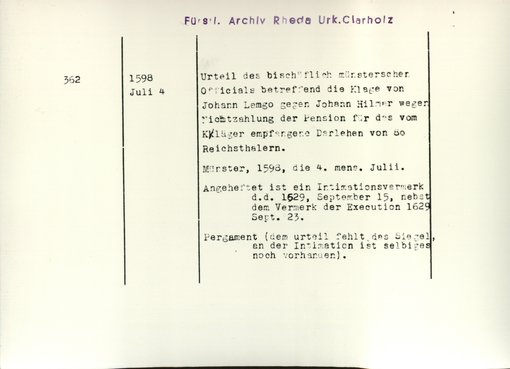 Fürstl. Archiv Rheda Urk.Clarholz
362
1598
Juli 4
Urteil des bischöflich münsterschen
Officials betreffend die Klage von
Johann Lemgo gegen Johann Hilmer wegen
Nichtzahlung der Pension für das vom
Kläger empfangene Darlehen von 80
Reichsthalern.
Münster, 1598, die 4. mens. Julii.
Angeheftet ist ein Intimationsvermerk
d.d. 1629, September 15, nebst
dem Vermerk der Execution 1629
Sept. 23.
Pergament (dem urteil fehlt das Siegel,
an der Intimation ist selbiges
noch vorhanden).